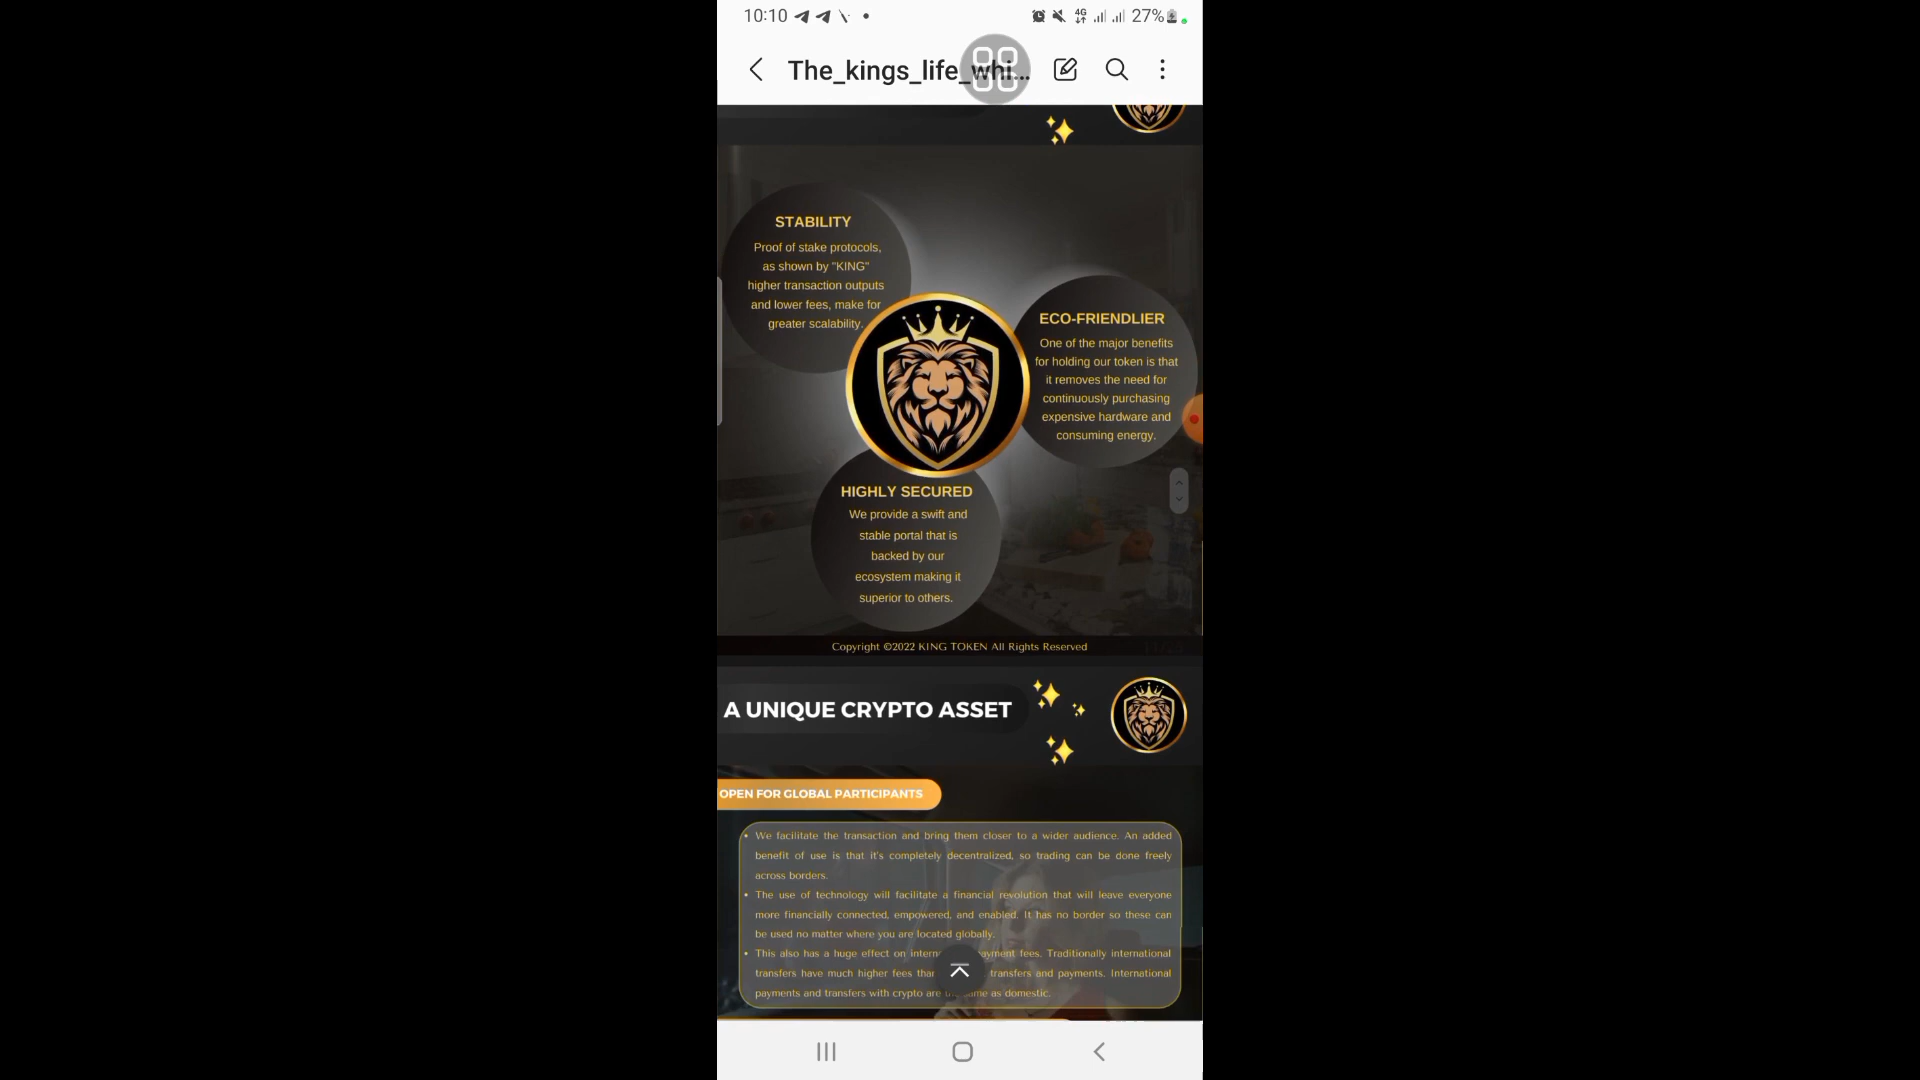 10:10
4G
27%
The_kings_life_whi...
STABILITY
Proof of stake protocols,
as shown by "KING"
higher transaction outputs
and lower fees, make for
greater scalability.
ECO-FRIENDLIER
One of the major benefits
for holding our token is that
it removes the need for
continuously purchasing
expensive hardware and
consuming energy.
HIGHLY SECURED
We provide a swift and
stable portal that is
backed by our
ecosystem making it
superior to others.
Copyright ©2022 KING TOKEN All Rights Reserved
A UNIQUE CRYPTO ASSET
OPEN FOR GLOBAL PARTICIPANTS
• We facilitate the transaction and bring them closer to a wider audience. An added
benefit of use is that it's completely decentralized, so trading can be done freely
across borders.
• The use of technology will facilitate a financial revolution that will leave everyone
more financially connected, empowered, and enabled. It has no border so these can
be used no matter where you are located globally.
• This also has a huge effect on fees. Traditionally international
transfers have much higher fees transfers and payments. International
payments and transfers with crypto are as domestic.